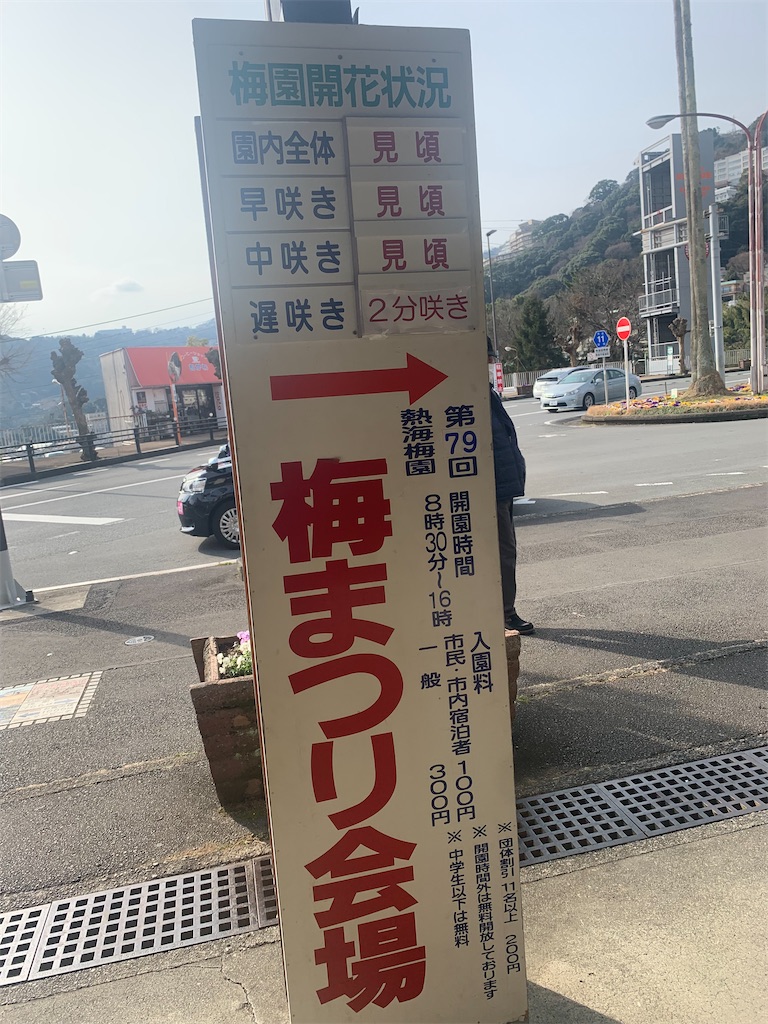 梅園開花状況
園内全体 見頃
早咲き 見頃
中咲き 見頃
遅咲き 2分咲き
第79回
熱海梅園
梅まつり会場
開園時間
8時30分~16時
入園料
市民・市内宿泊者 100円
一般 300円
※団体割引 11名以上 200円
※開園時間外は無料開放しております
※中学生以下は無料